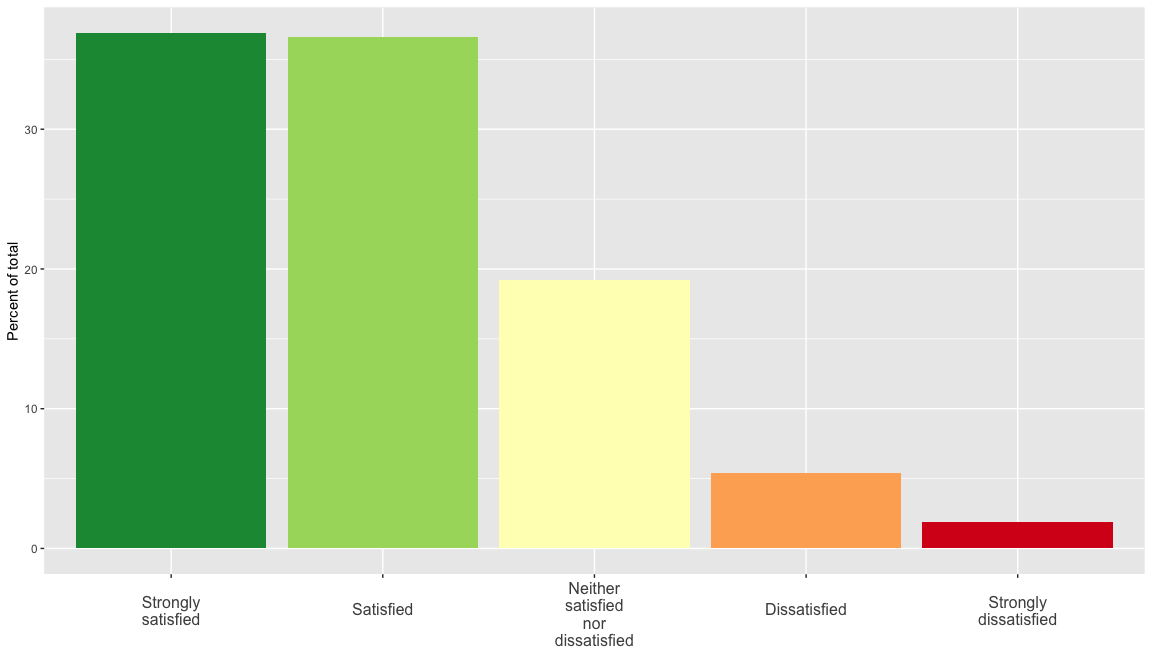 Percent of total
30
20
10
0
Strongly
satisfied
Satisfied
Neither
satisfied
nor
dissatisfied
Dissatisfied
Strongly
dissatisfied